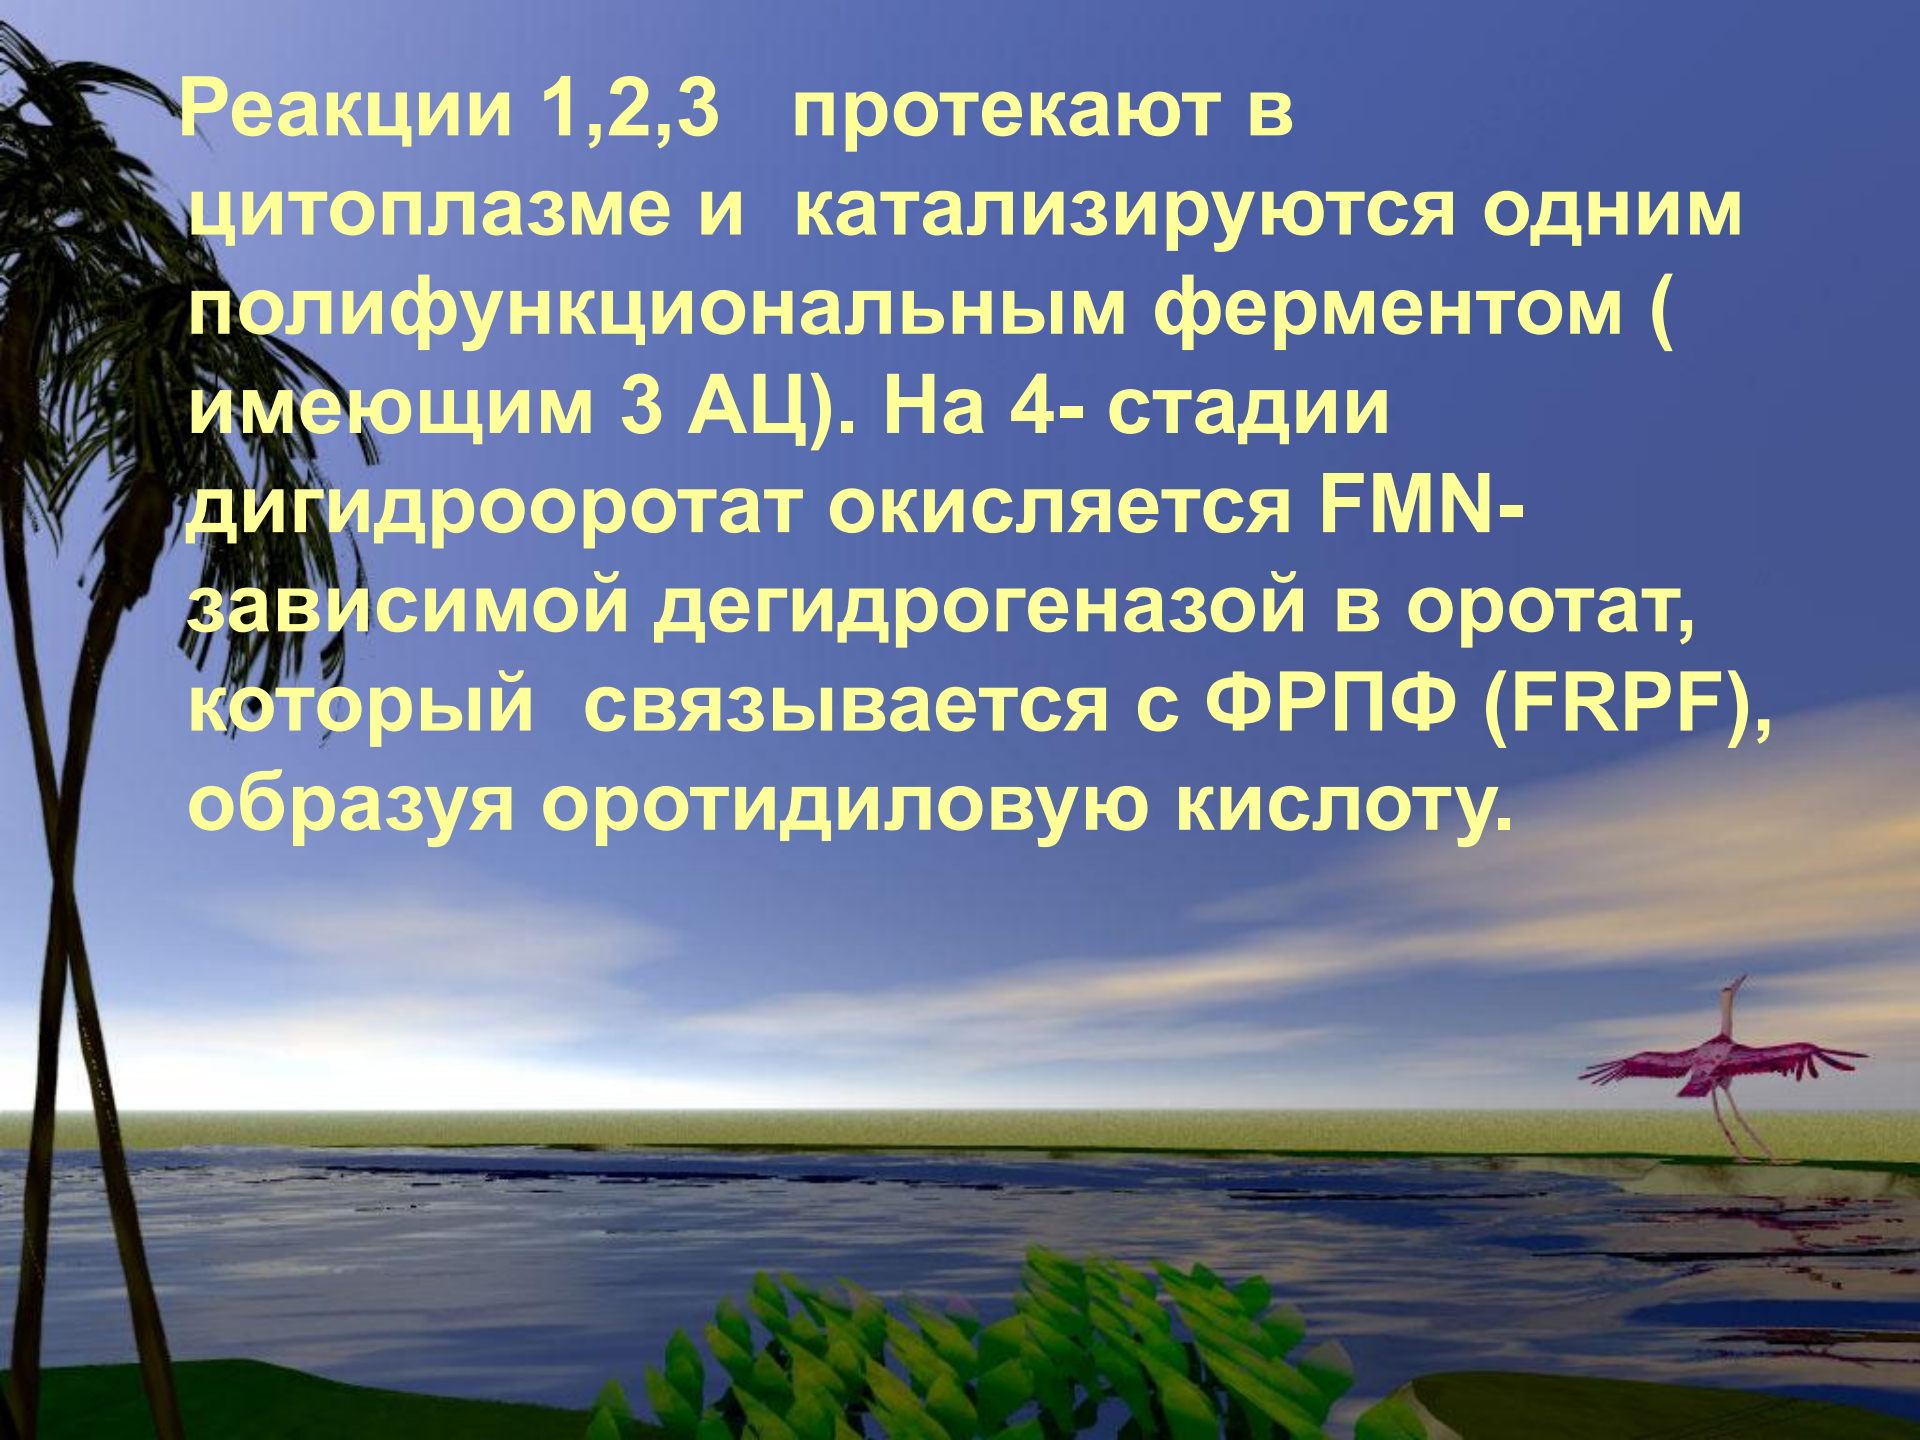 Реакции 1,2,3 протекают в
цитоплазме и катализируются одним
полифункциональным ферментом (
имеющим 3 АЦ). На 4- стадии
дигидрооротат окисляется FMN-
зависимой дегидрогеназой в оротат,
который связывается с ФРПФ (FRPF),
образуя оротидиловую кислоту.